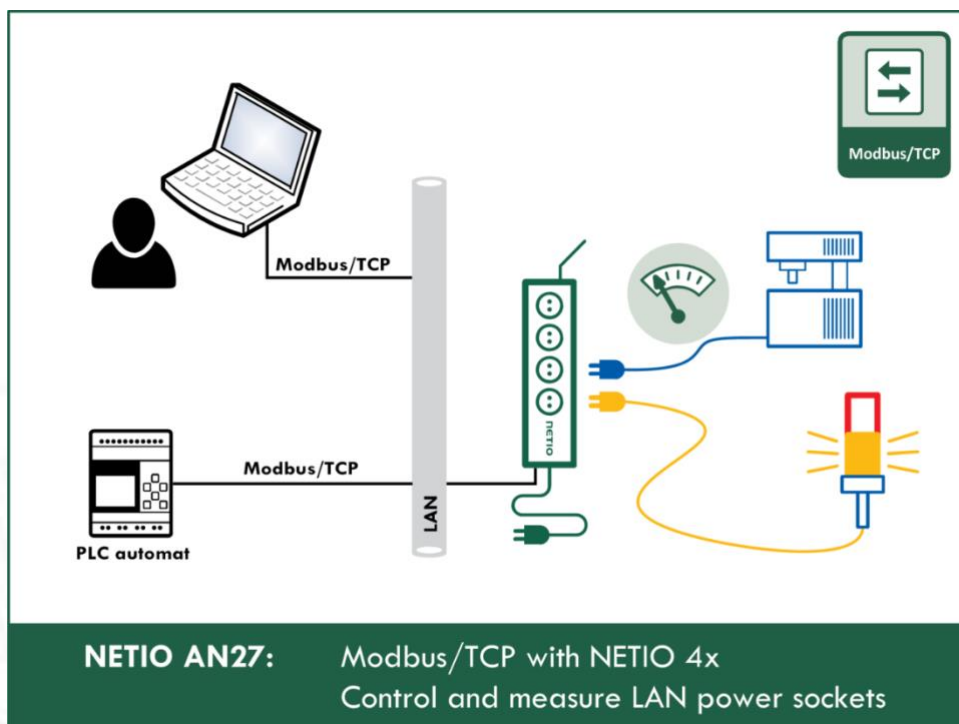 Modbus/TCP
Modbus/TCP
NETIO
Modbus/TCP
LAN
PLC automat
NETIO AN27: Modbus/TCP with NETIO 4x
Control and measure LAN power sockets